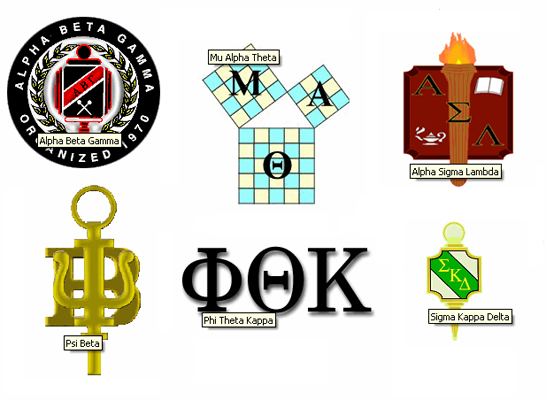 ALPHA BETA GAMMA
ORGANIZED 1970
Alpha Beta Gamma
Mu Alpha Theta
Μ
Α
Θ
Α
Σ
Λ
Alpha Sigma Lambda
ΨΒ
Psi Beta
ΦΘΚ
Phi Theta Kappa
ΣΚΔ
Sigma Kappa Delta